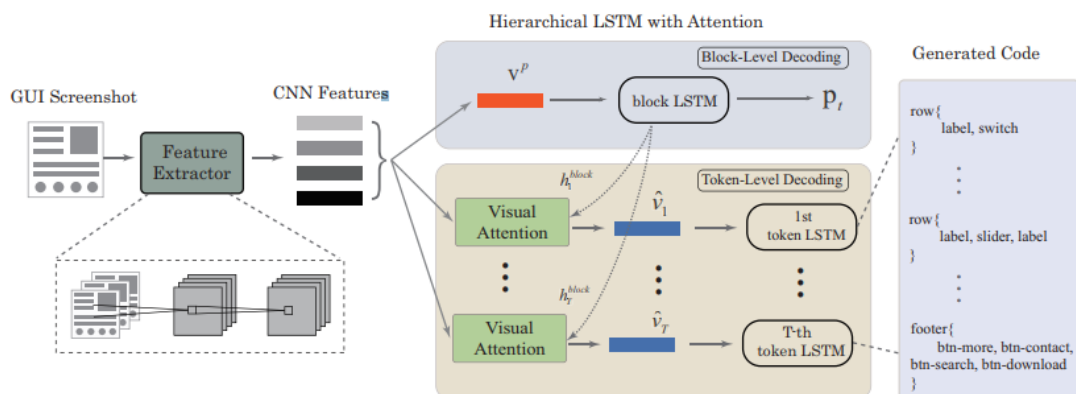 Hierarchical LSTM with Attention
GUI Screenshot
Feature
Extractor
CNN Features
Block-Level Decoding
v^p
block LSTM
p_t
Token-Level Decoding
h_1^{block}
Visual
Attention
v̂_1
1st
token LSTM
h_T^{block}
Visual
Attention
v̂_T
T-th
token LSTM
Generated Code
row{
label, switch
}
row{
label, slider, label
}
footer{
btn-more, btn-contact,
btn-search, btn-download
}